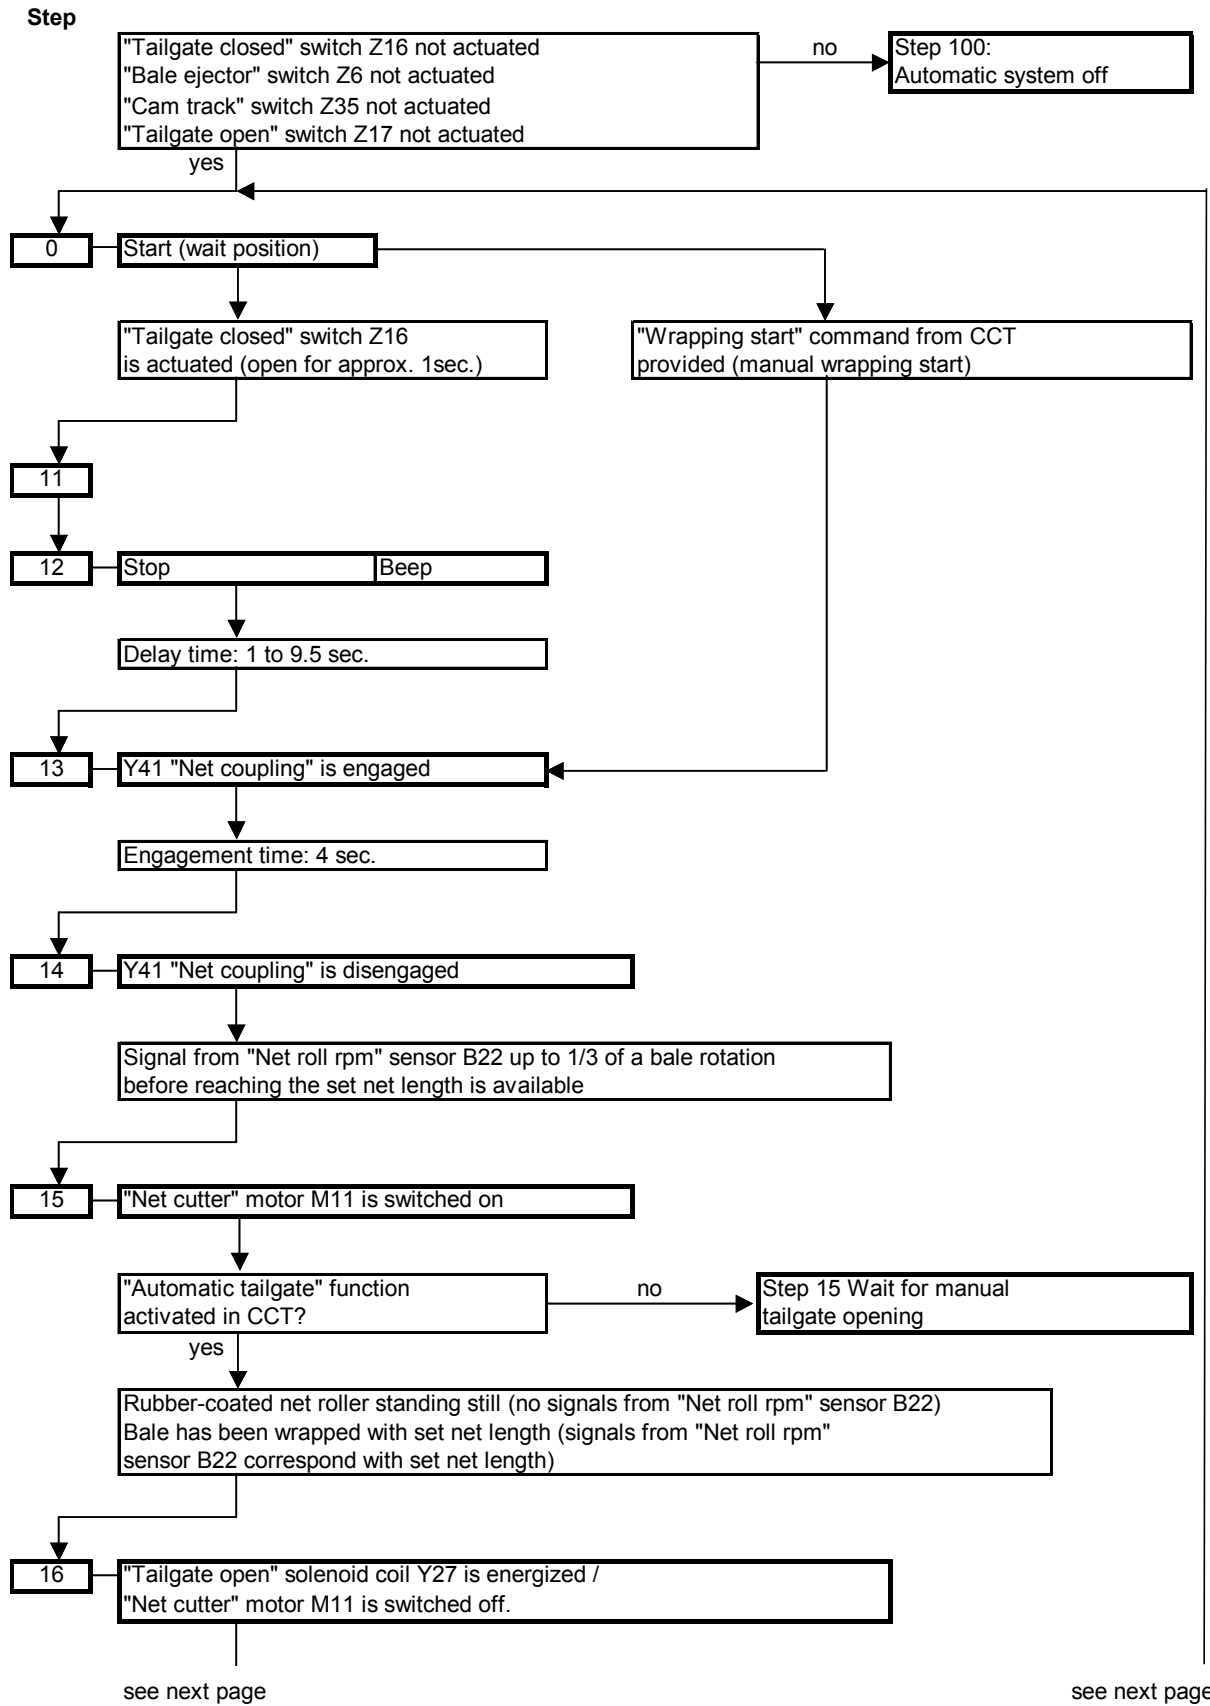 Step
"Tailgate closed" switch Z16 not actuated
"Bale ejector" switch Z6 not actuated
"Cam track" switch Z35 not actuated
"Tailgate open" switch Z17 not actuated
no
Step 100:
Automatic system off
yes
0
Start (wait position)
"Tailgate closed" switch Z16
is actuated (open for approx. 1sec.)
"Wrapping start" command from CCT
provided (manual wrapping start)
11
12
Stop
Beep
Delay time: 1 to 9.5 sec.
13
Y41 "Net coupling" is engaged
Engagement time: 4 sec.
14
Y41 "Net coupling" is disengaged
Signal from "Net roll rpm" sensor B22 up to 1/3 of a bale rotation
before reaching the set net length is available
15
"Net cutter" motor M11 is switched on
"Automatic tailgate" function
activated in CCT?
no
Step 15 Wait for manual
tailgate opening
yes
Rubber-coated net roller standing still (no signals from "Net roll rpm" sensor B22)
Bale has been wrapped with set net length (signals from "Net roll rpm"
sensor B22 correspond with set net length)
16
"Tailgate open" solenoid coil Y27 is energized /
"Net cutter" motor M11 is switched off.
see next page
see next page